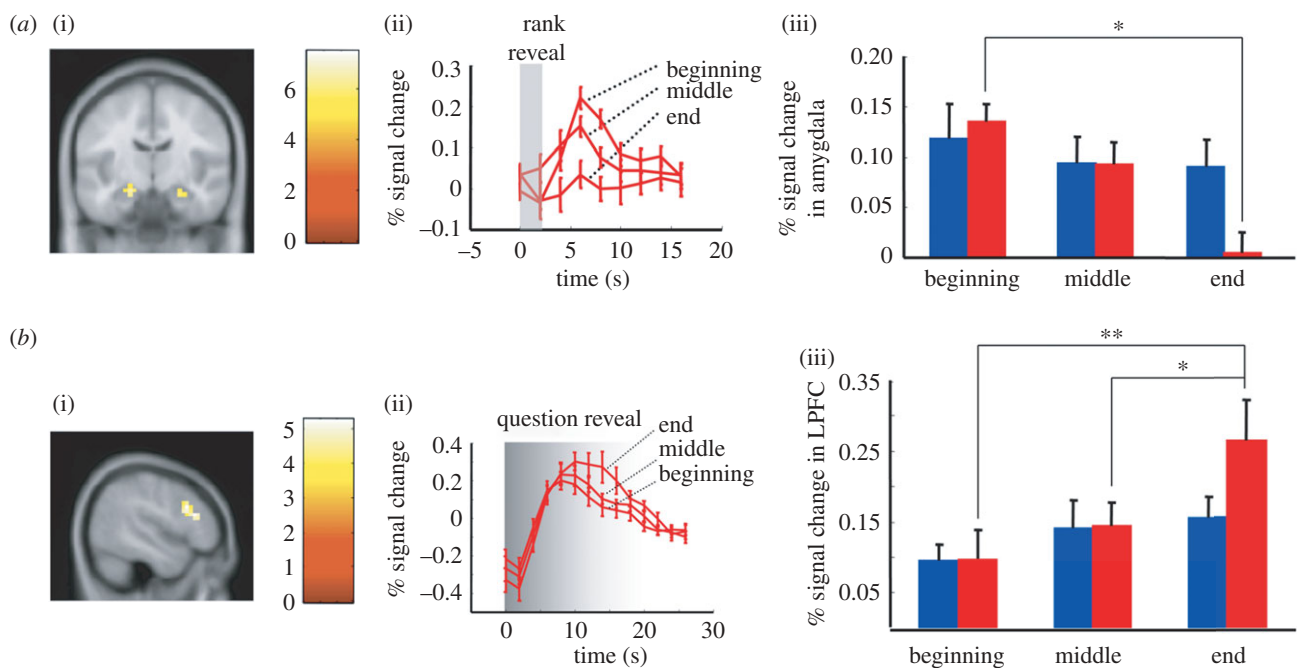 (a) (i)
6
4
2
0
(ii)
rank
reveal
beginning
middle
end
% signal change
0.3
0.2
0.1
0
–0.1
–5 0 5 10 15 20
time (s)
(iii)
*
% signal change
in amygdala
0.20
0.15
0.10
0.05
0
beginning middle end
(b)
(i)
5
4
3
2
1
0
(ii)
question reveal
end
middle
beginning
% signal change
0.4
0.2
0
–0.2
–0.4
0 10 20 30
time (s)
(iii)
**
*
% signal change in LPFC
0.35
0.25
0.15
0.05
beginning middle end